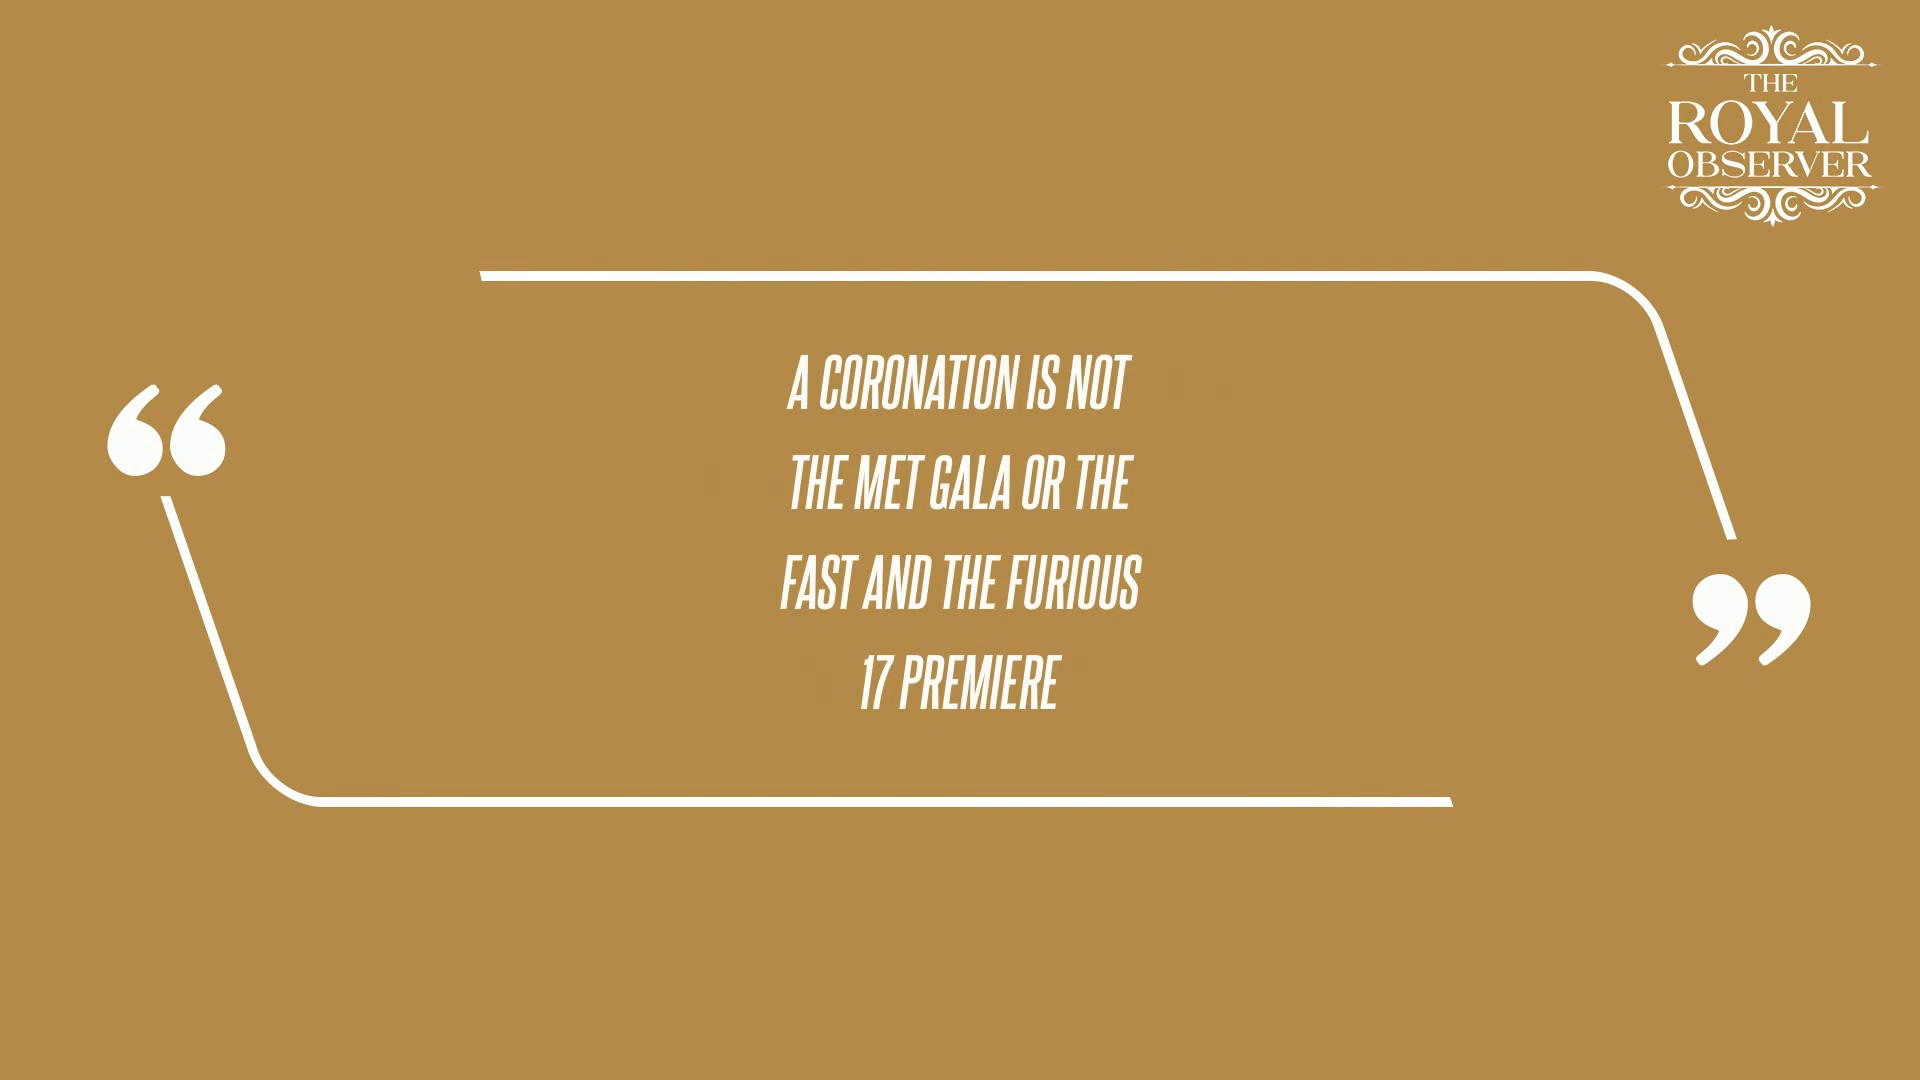 THE
ROYAL
OBSERVER
“
A CORONATION IS NOT
THE MET GALA OR THE
FAST AND THE FURIOUS
17 PREMIERE
”